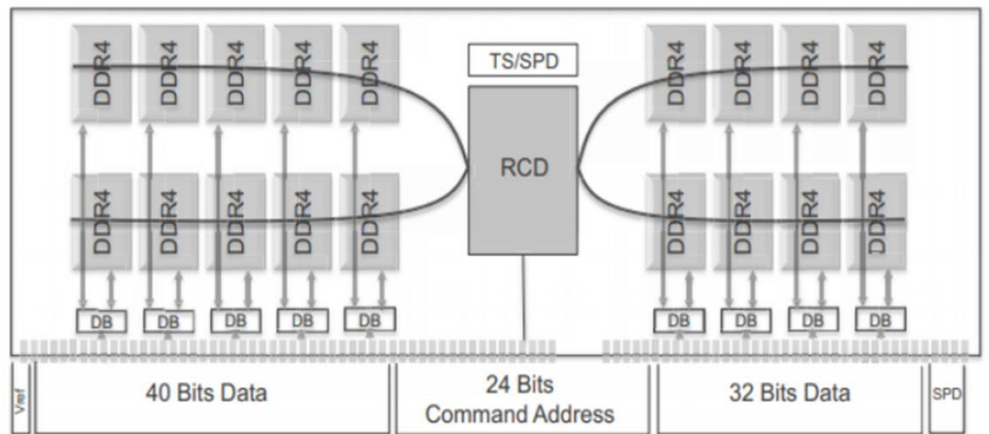 DDR4 DDR4 DDR4 DDR4 DDR4
TS/SPD
DDR4 DDR4 DDR4 DDR4
RCD
DDR4 DDR4 DDR4 DDR4 DDR4
DDR4 DDR4 DDR4 DDR4
DB DB DB DB DB
DB DB DB DB
Vref
40 Bits Data
24 Bits
Command Address
32 Bits Data
SPD